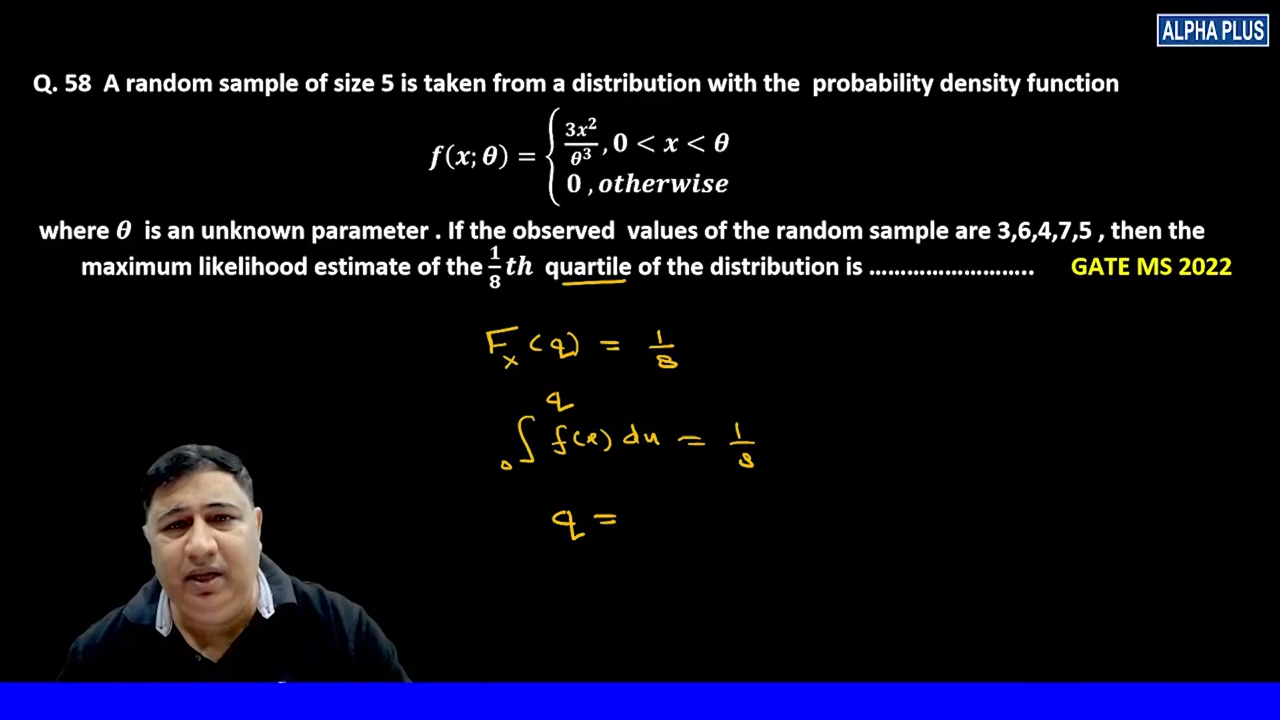 ALPHA PLUS
Q. 58 A random sample of size 5 is taken from a distribution with the probability density function
f(x; θ) = { 3x²/θ³ , 0 < x < θ
0 , otherwise
where θ is an unknown parameter . If the observed values of the random sample are 3,6,4,7,5 , then the
maximum likelihood estimate of the 1/8 th quartile of the distribution is ..............................
GATE MS 2022
F_x (q) = 1/8
∫₀^q f(x) dx = 1/8
q =